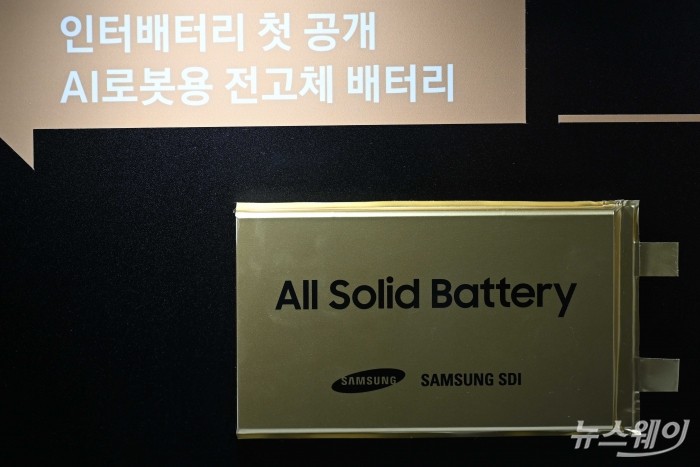 인터배터리 첫 공개
AI로봇용 전고체 배터리
All Solid Battery
SAMSUNG SAMSUNG SDI
뉴스웨이